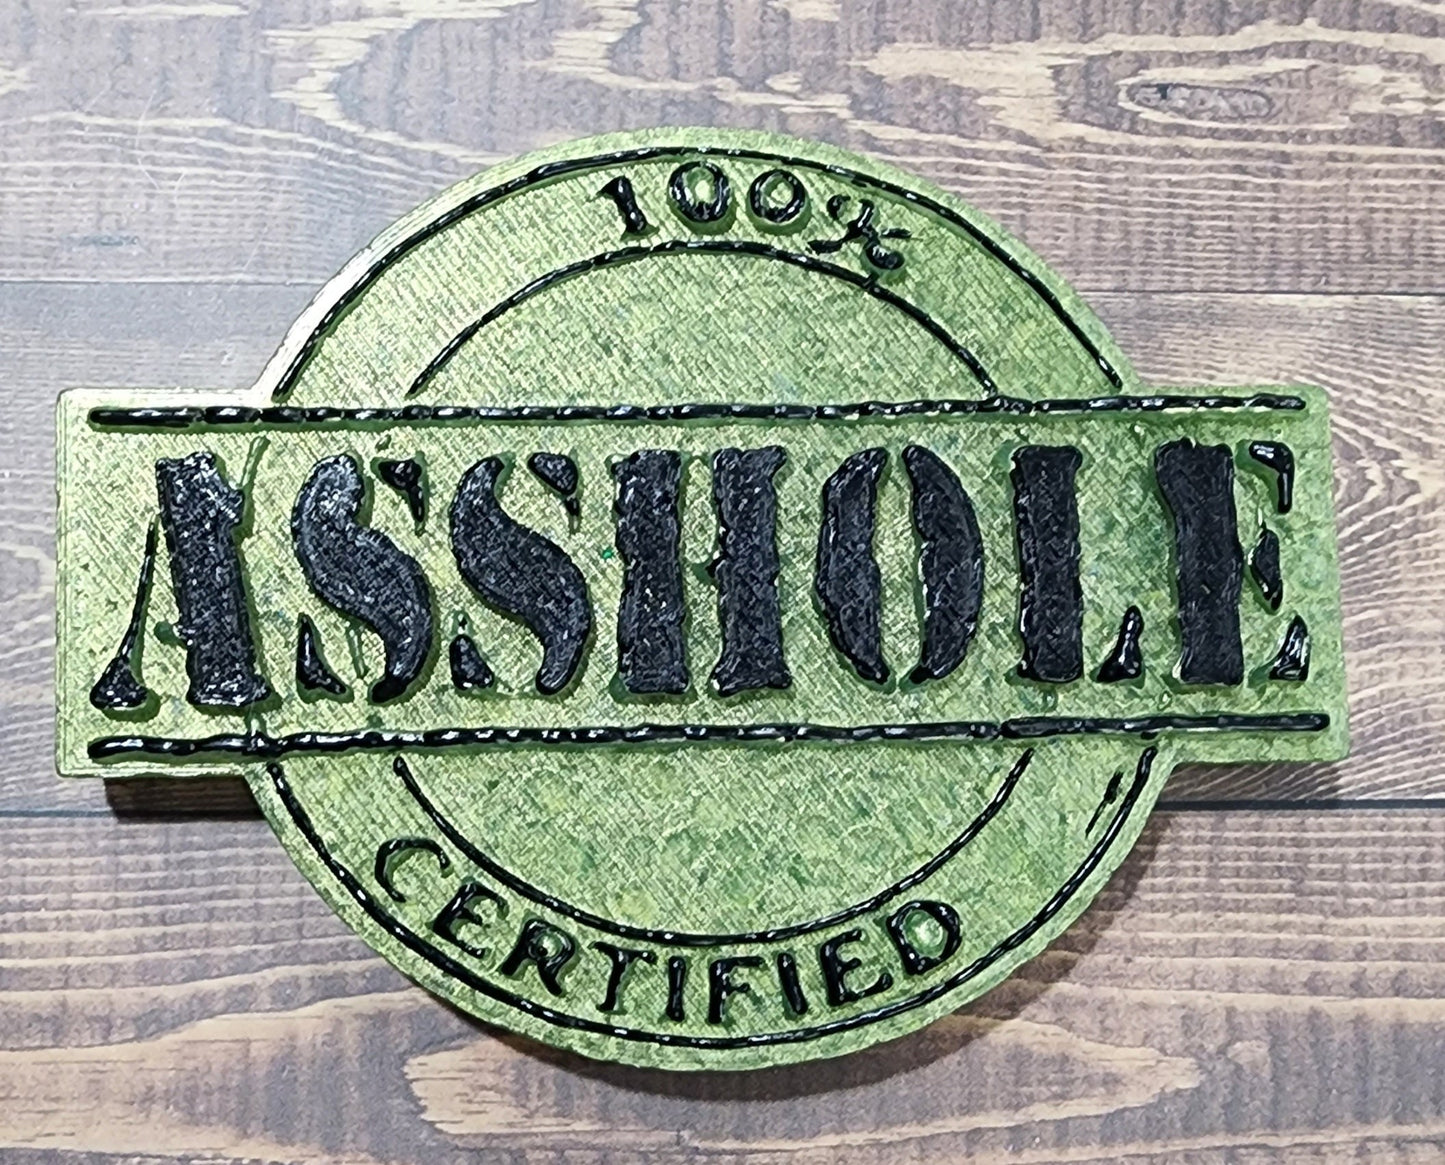 100%
ASSHOLE
CERTIFIED